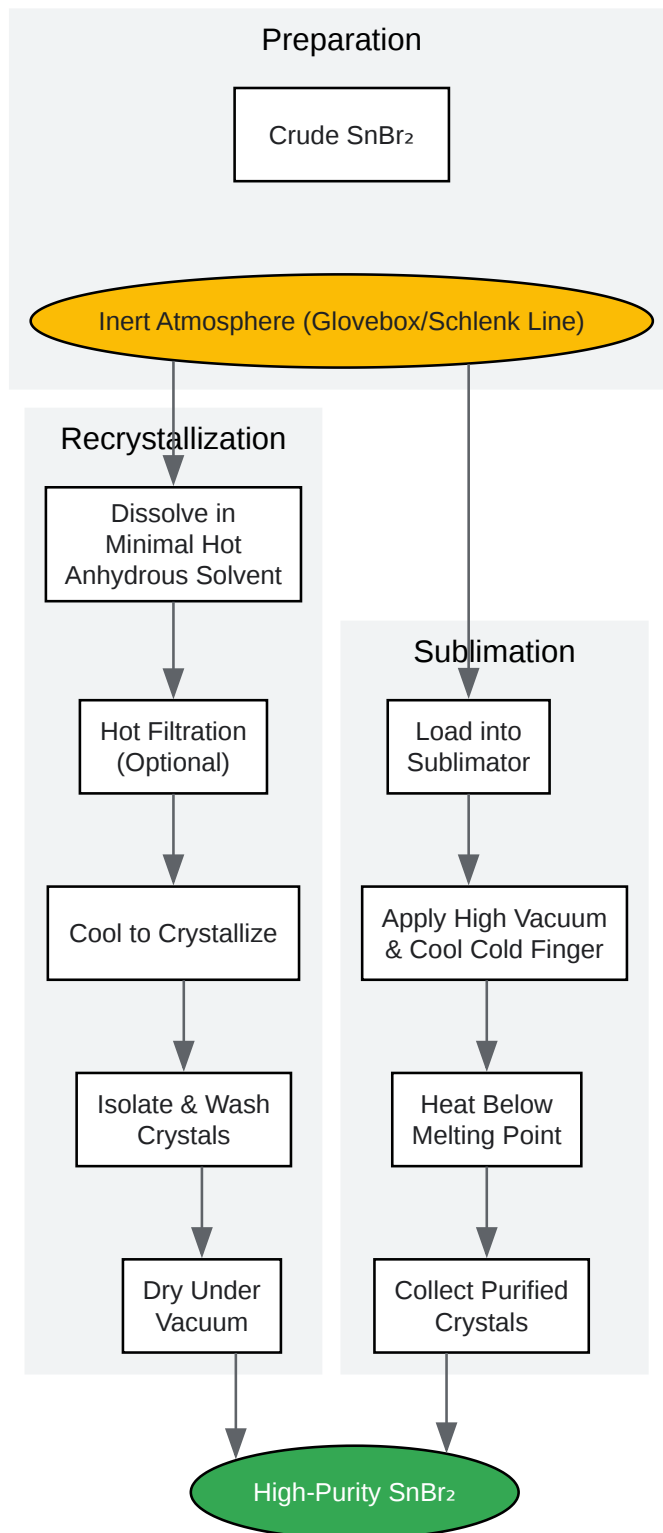 Preparation
Crude SnBr₂
Inert Atmosphere (Glovebox/Schlenk Line)
Recrystallization
Dissolve in
Minimal Hot
Anhydrous Solvent
Hot Filtration
(Optional)
Cool to Crystallize
Isolate & Wash
Crystals
Dry Under
Vacuum
Sublimation
Load into
Sublimator
Apply High Vacuum
& Cool Cold Finger
Heat Below
Melting Point
Collect Purified
Crystals
High-Purity SnBr₂